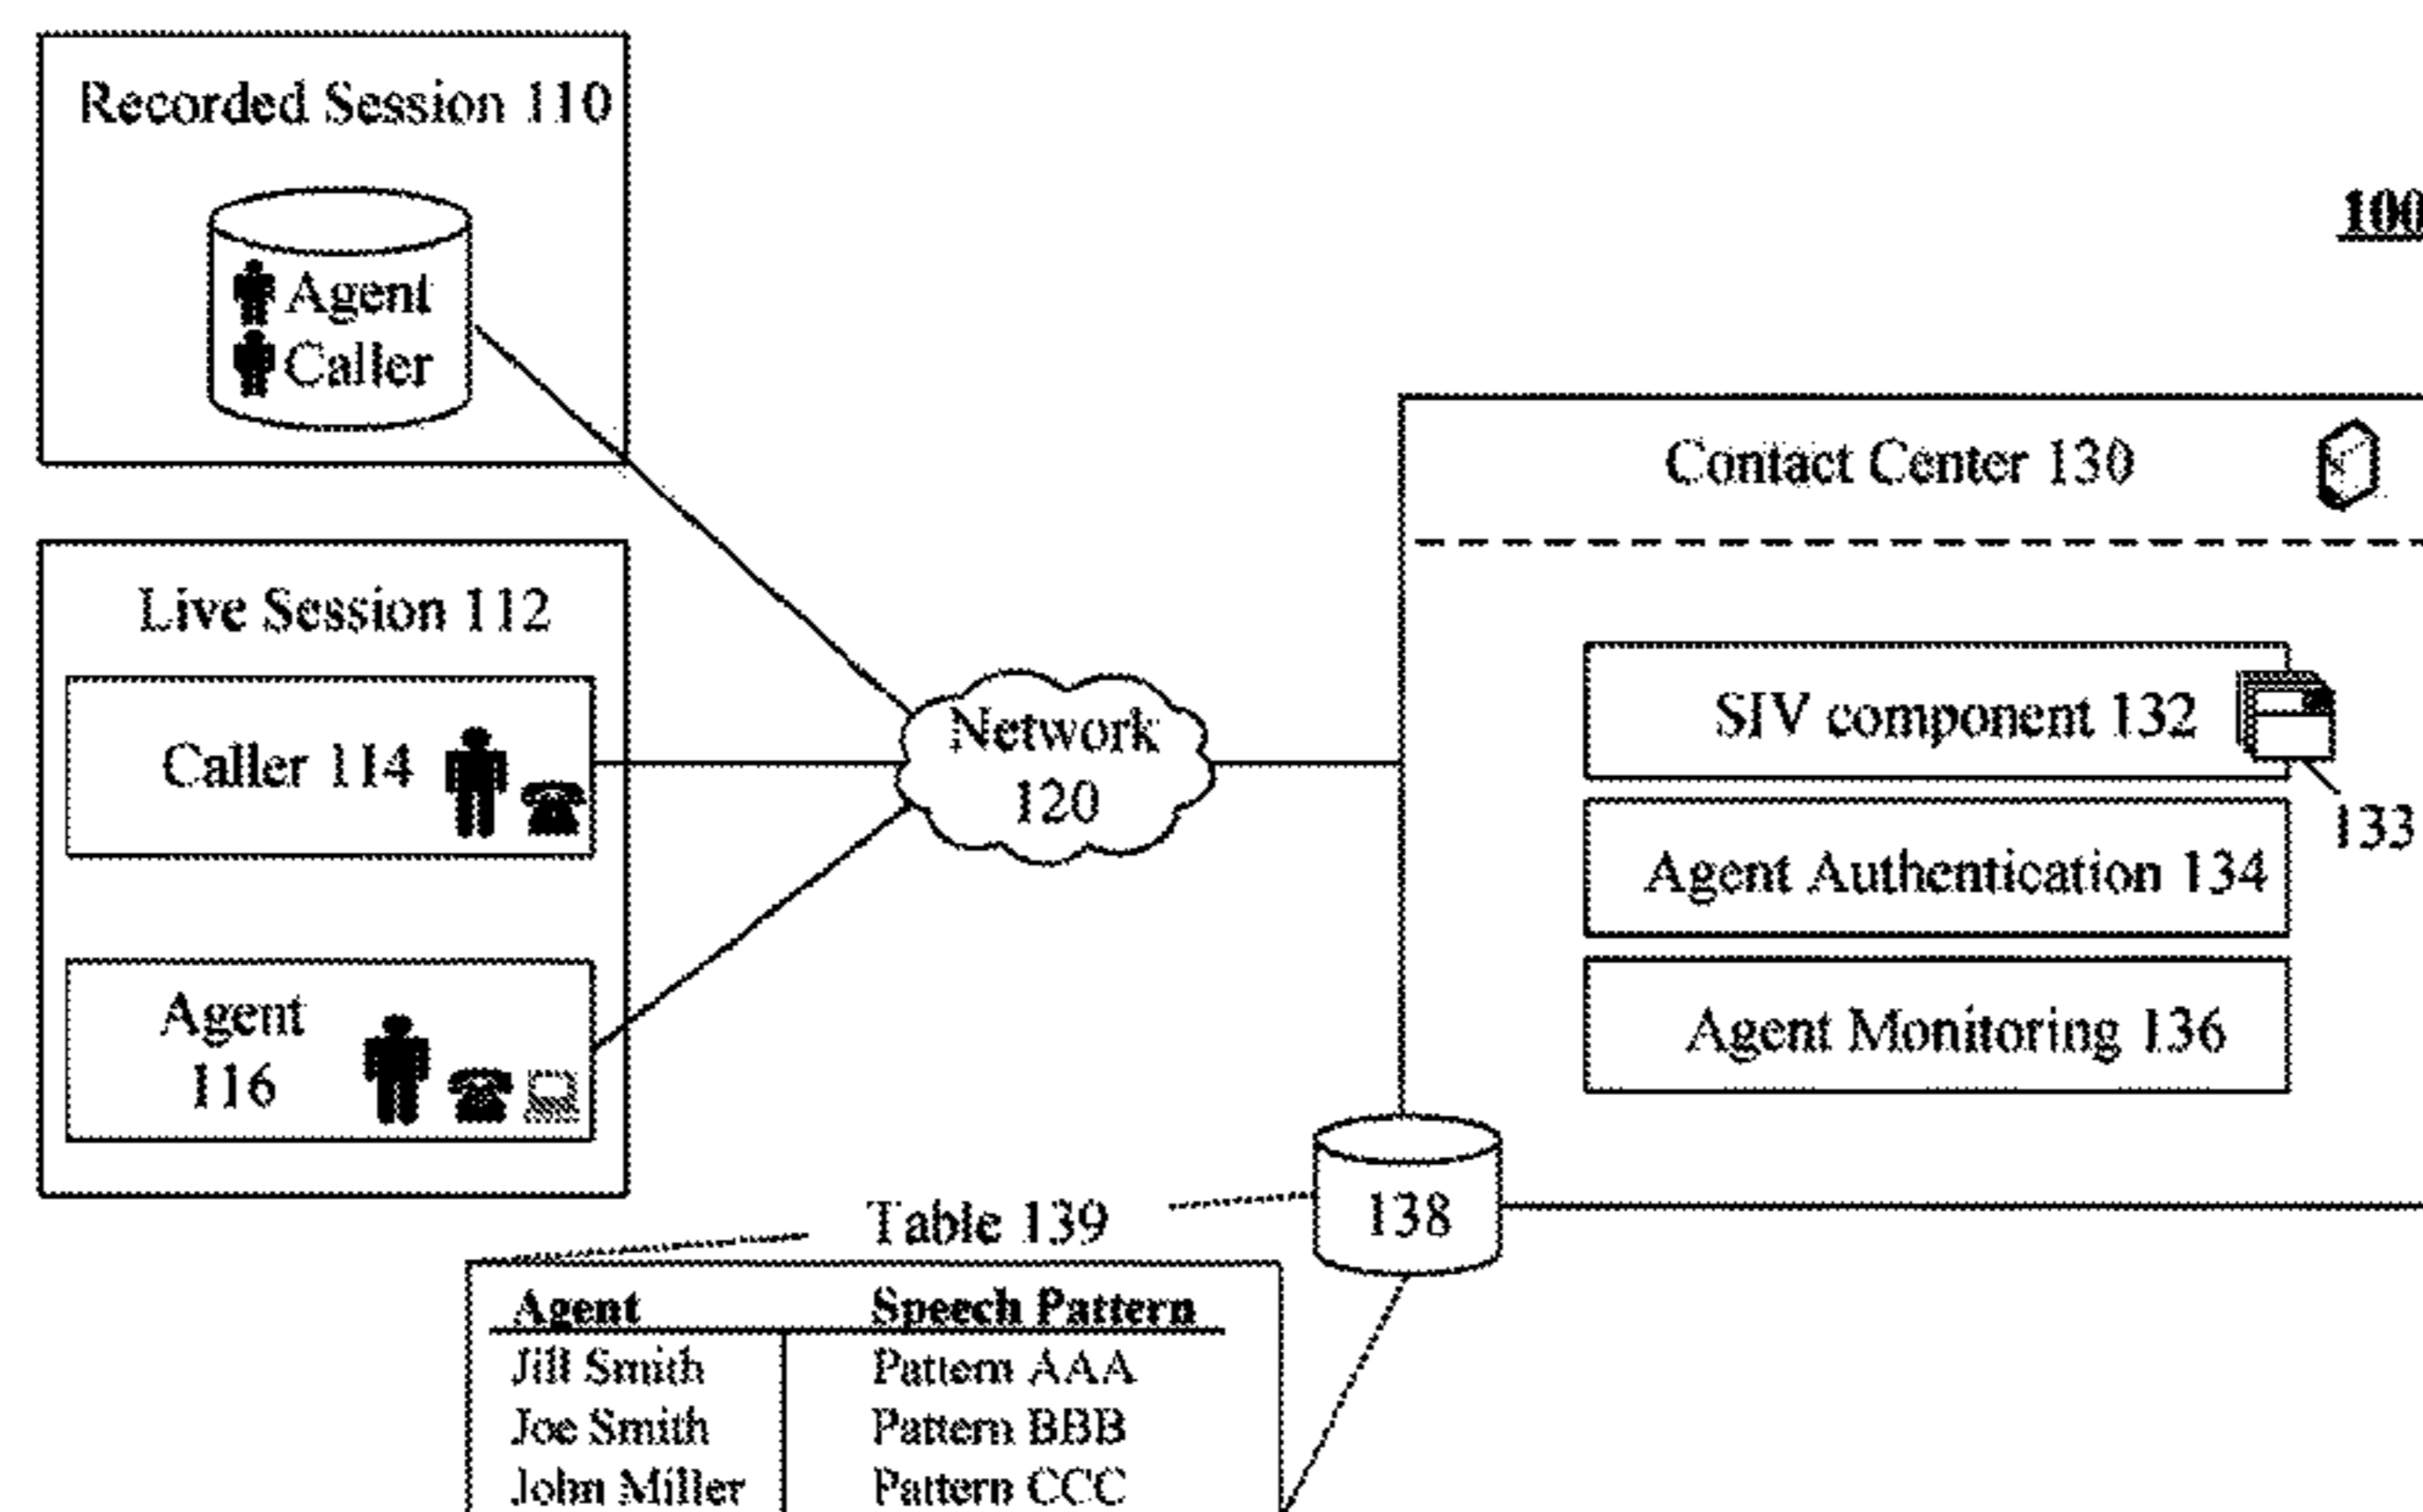 Recorded Session 110
Agent
Caller
100
Contact Center 130
Live Session 112
Caller 114
Agent
116
Network
120
SIV component 132
133
Agent Authentication 134
Agent Monitoring 136
138
Table 139
Agent Speech Pattern
Jill Smith Pattern AAA
Joe Smith Pattern BBB
John Miller Pattern CCC